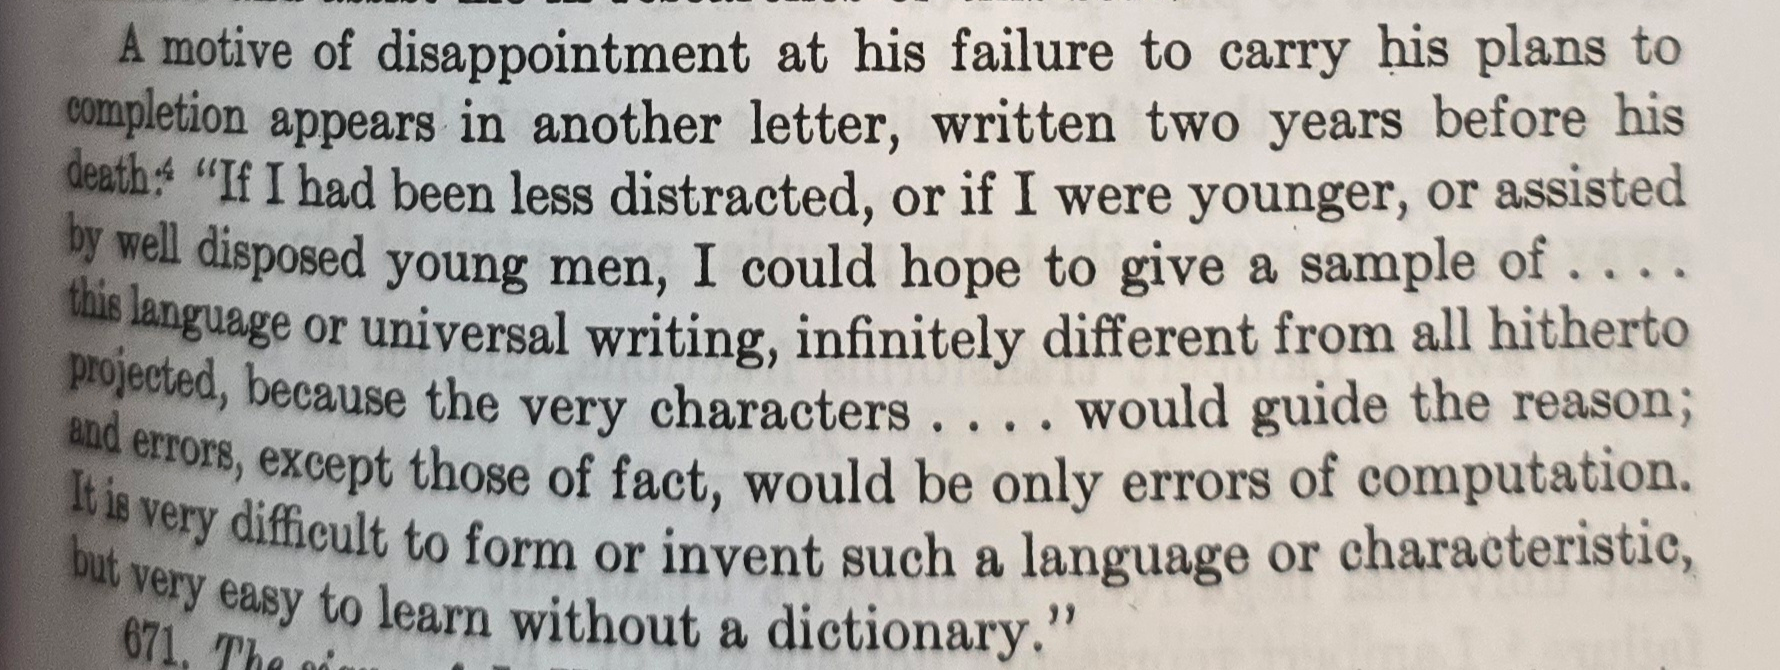 A motive of disappointment at his failure to carry his plans to
completion appears in another letter, written two years before his
death:⁴ “If I had been less distracted, or if I were younger, or assisted
by well disposed young men, I could hope to give a sample of . . . .
this language or universal writing, infinitely different from all hitherto
projected, because the very characters . . . . would guide the reason;
and errors, except those of fact, would be only errors of computation.
It is very difficult to form or invent such a language or characteristic,
but very easy to learn without a dictionary.”
671. The